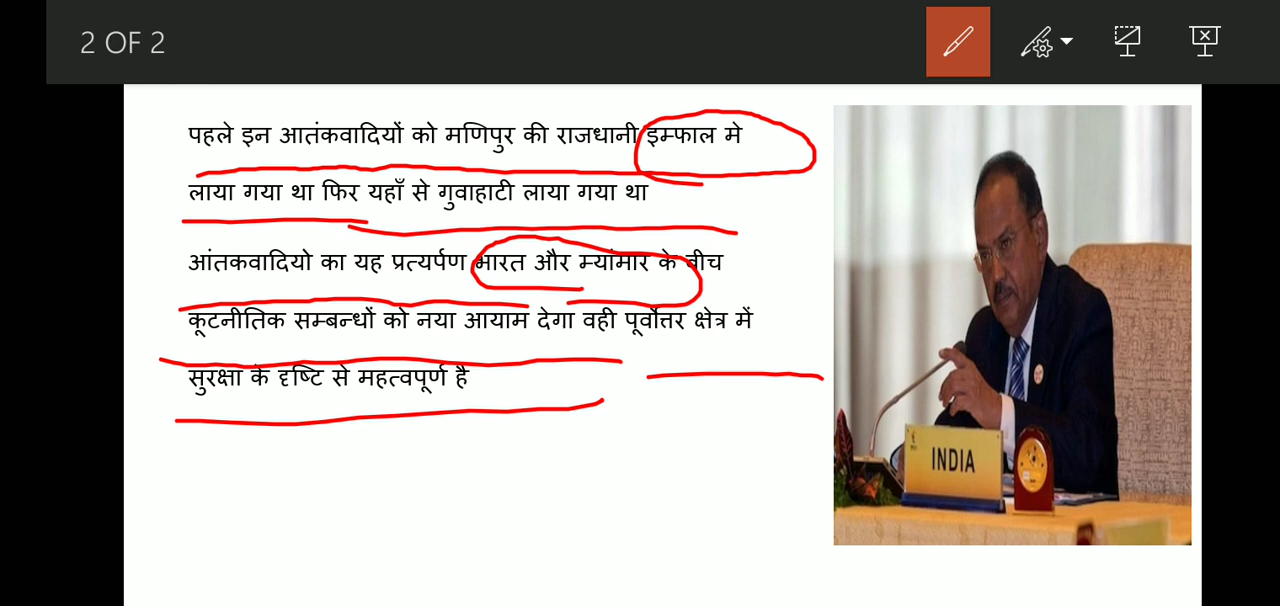 2 OF 2
पहले इन आतंकवादियों को मणिपुर की राजधानी इम्फाल मे
लाया गया था फिर यहाँ से गुवाहाटी लाया गया था
आंतकवादियो का यह प्रत्यर्पण भारत और म्यांमार के बीच
कूटनीतिक सम्बन्धों को नया आयाम देगा वही पूर्वोत्तर क्षेत्र में
सुरक्षा के दृष्टि से महत्वपूर्ण है
INDIA